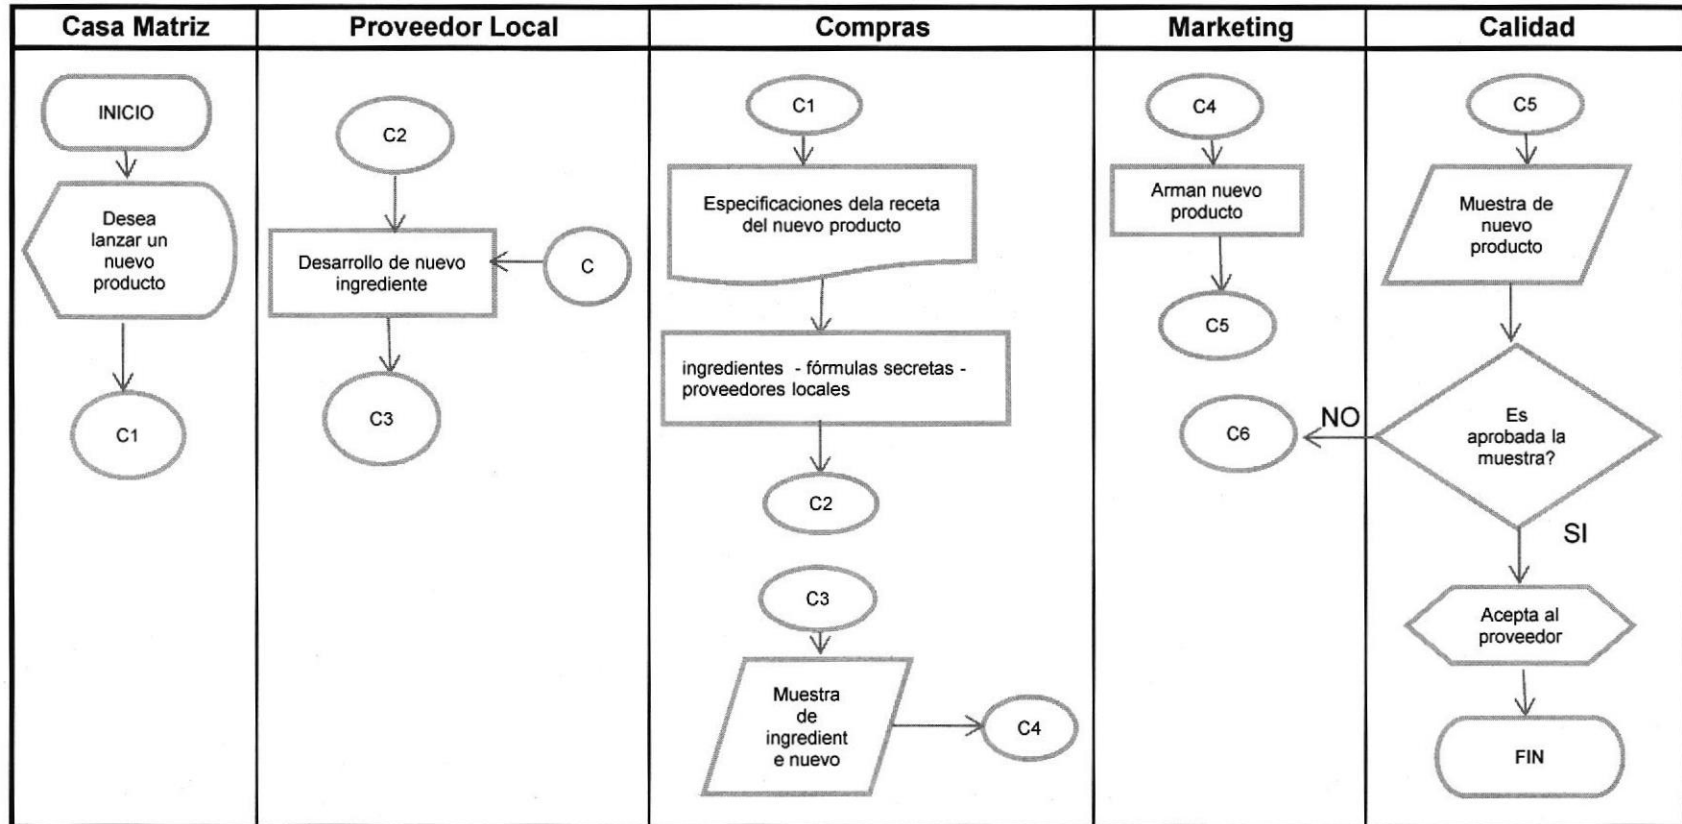 Casa Matriz
Proveedor Local
Compras
Marketing
Calidad
INICIO
Desea
lanzar un
nuevo
producto
C1
C2
Desarrollo de nuevo
ingrediente
C
C3
C1
Especificaciones dela receta
del nuevo producto
ingredientes - fórmulas secretas -
proveedores locales
C2
C3
Muestra
de
ingredient
e nuevo
C4
C4
Arman nuevo
producto
C5
C6
NO
C5
Muestra de
nuevo
producto
Es
aprobada la
muestra?
SI
Acepta al
proveedor
FIN